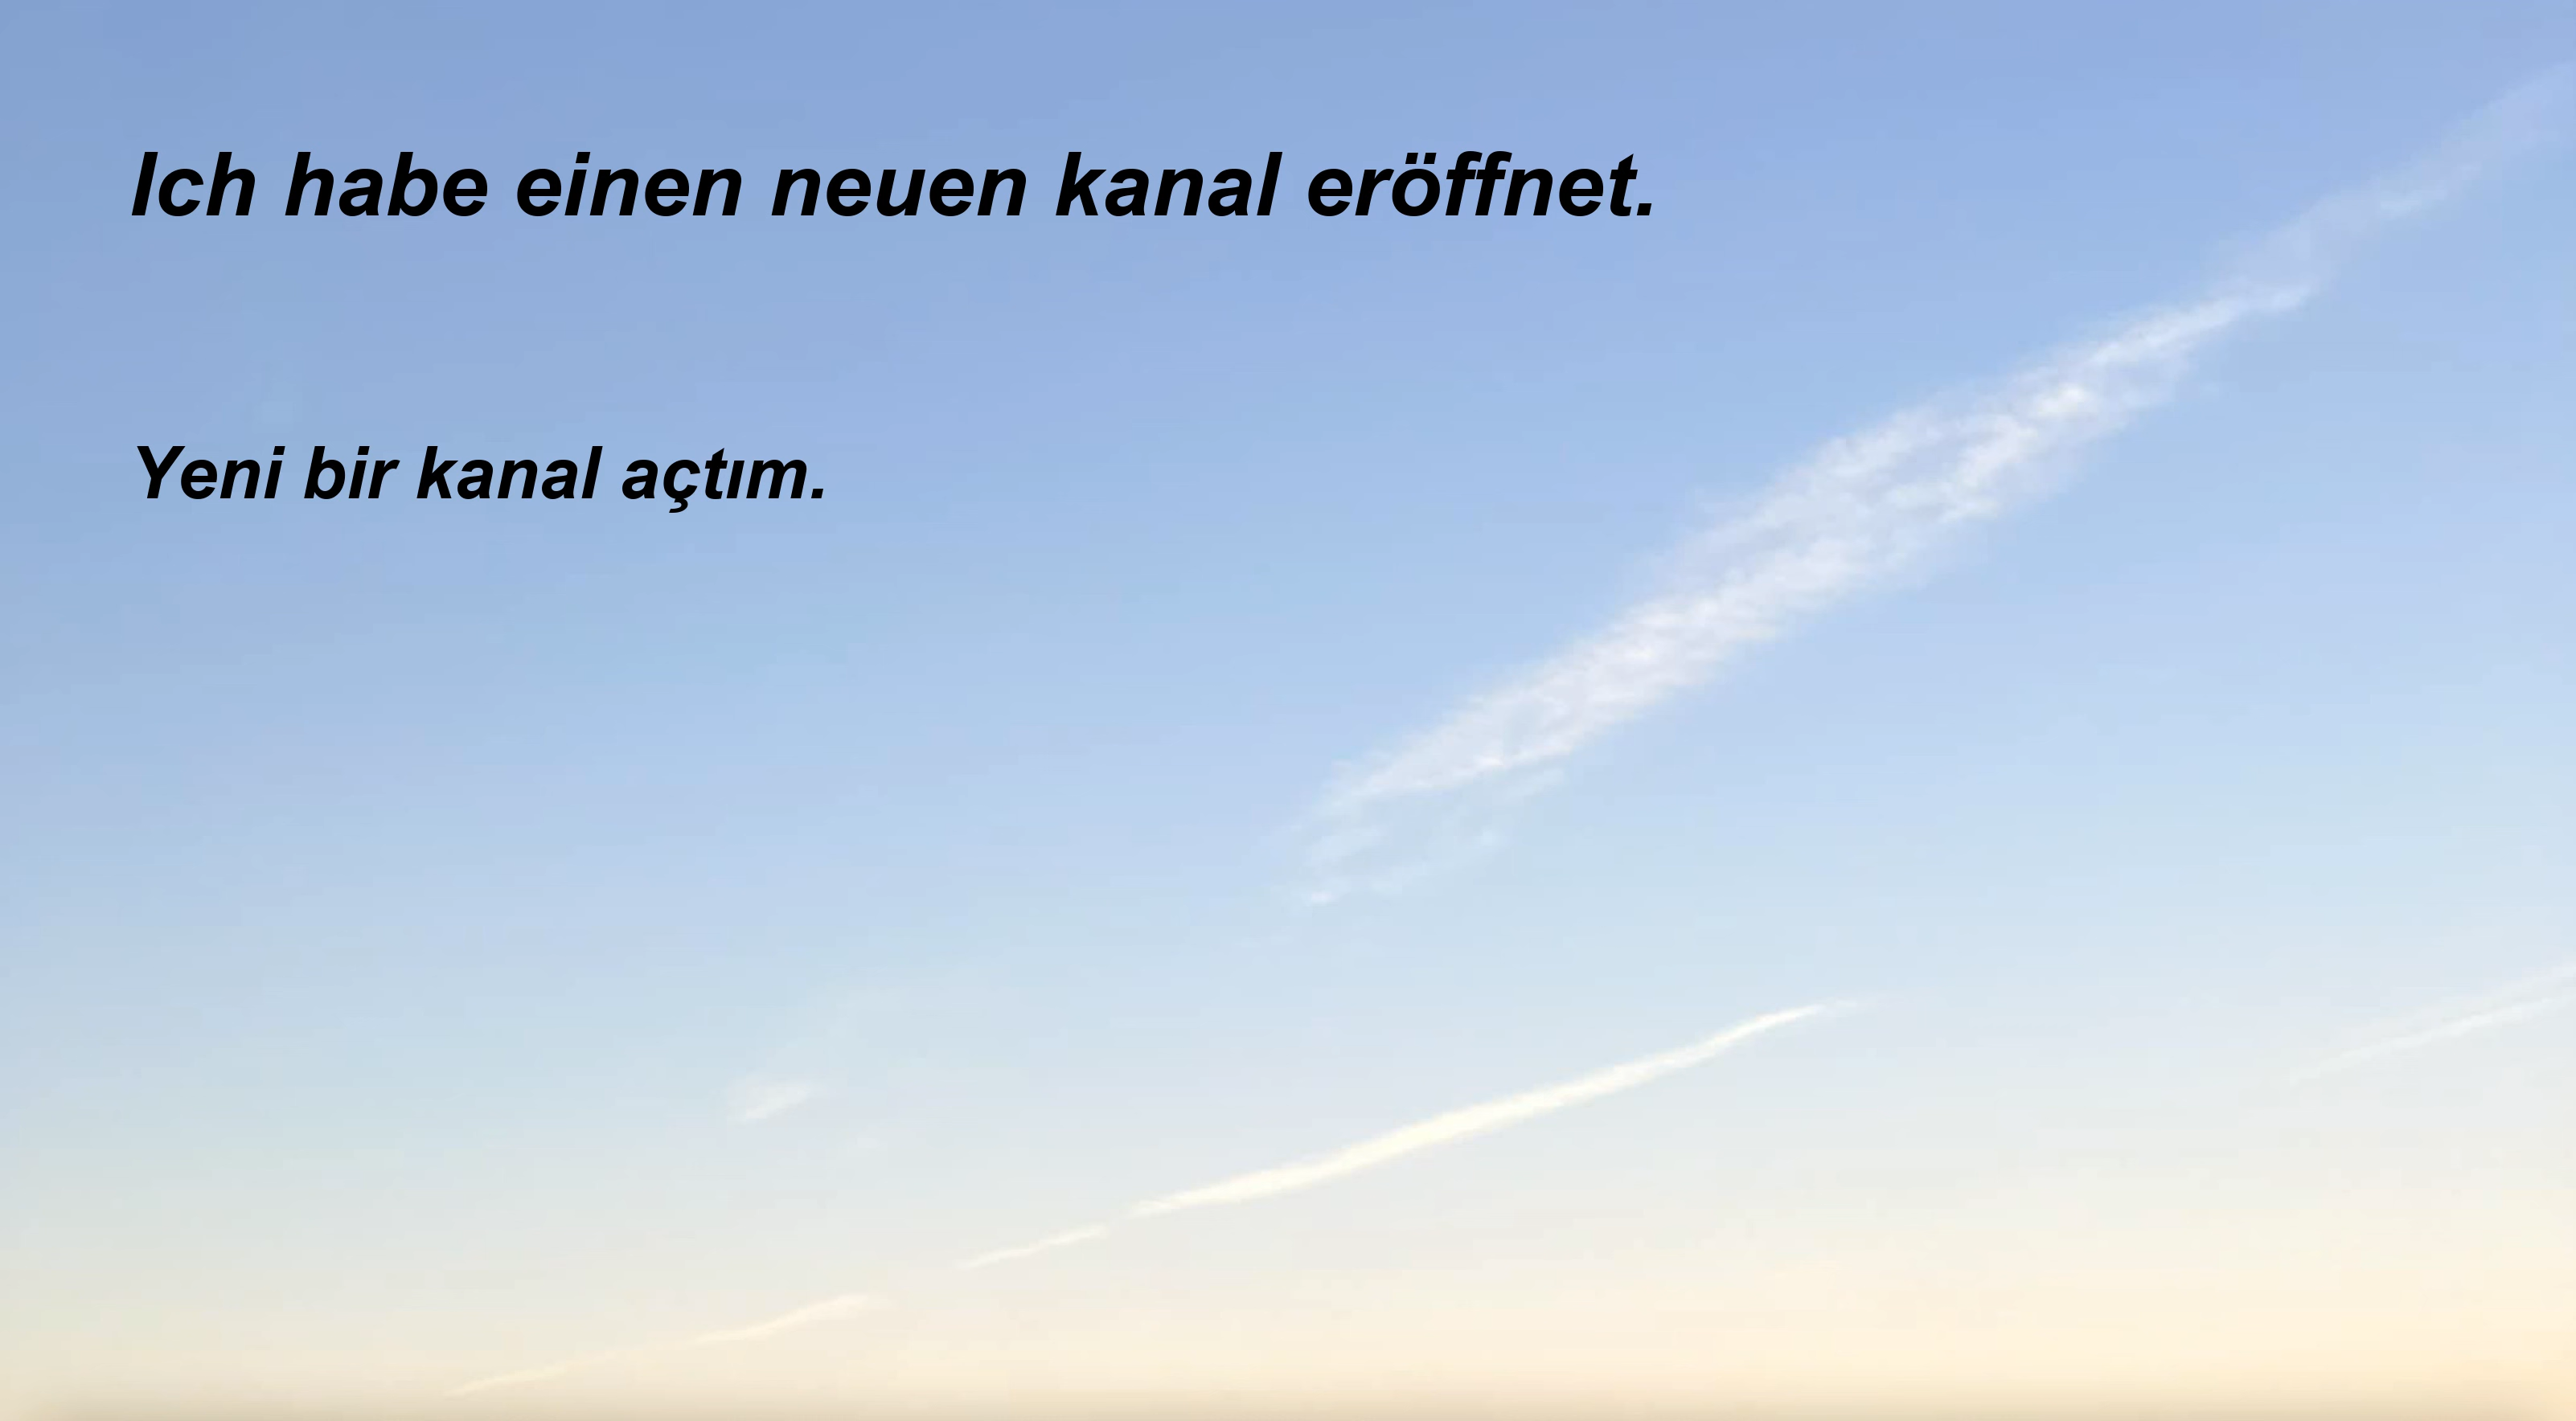 Ich habe einen neuen kanal eröffnet.
Yeni bir kanal açtım.